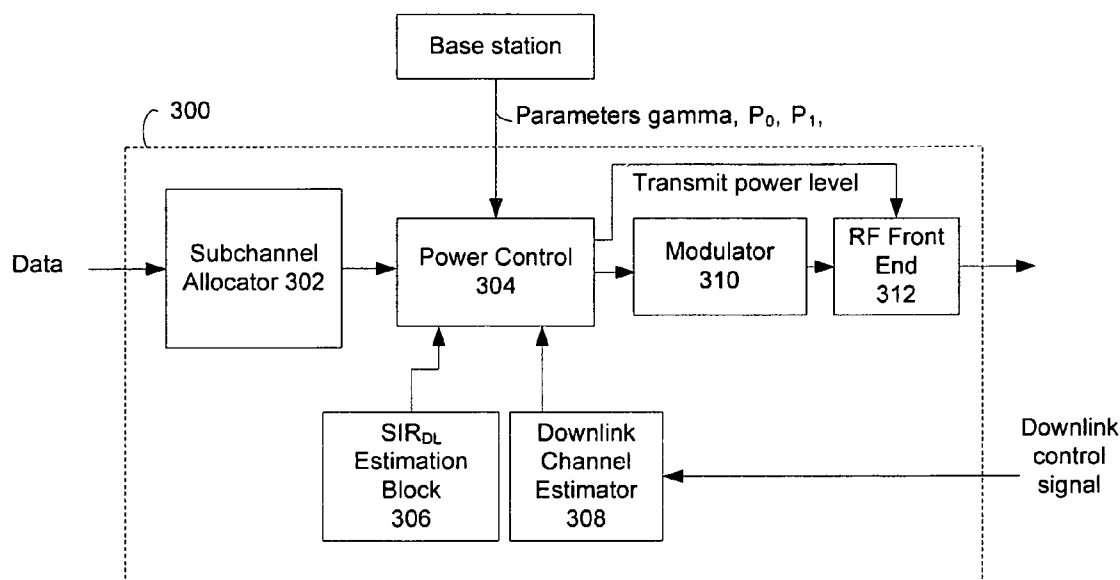 Base station
300
Parameters gamma, P₀, P₁,
Transmit power level
Data
Subchannel
Allocator 302
Power Control
304
Modulator
310
RF Front
End
312
SIR_DL
Estimation
Block
306
Downlink
Channel
Estimator
308
Downlink
control
signal